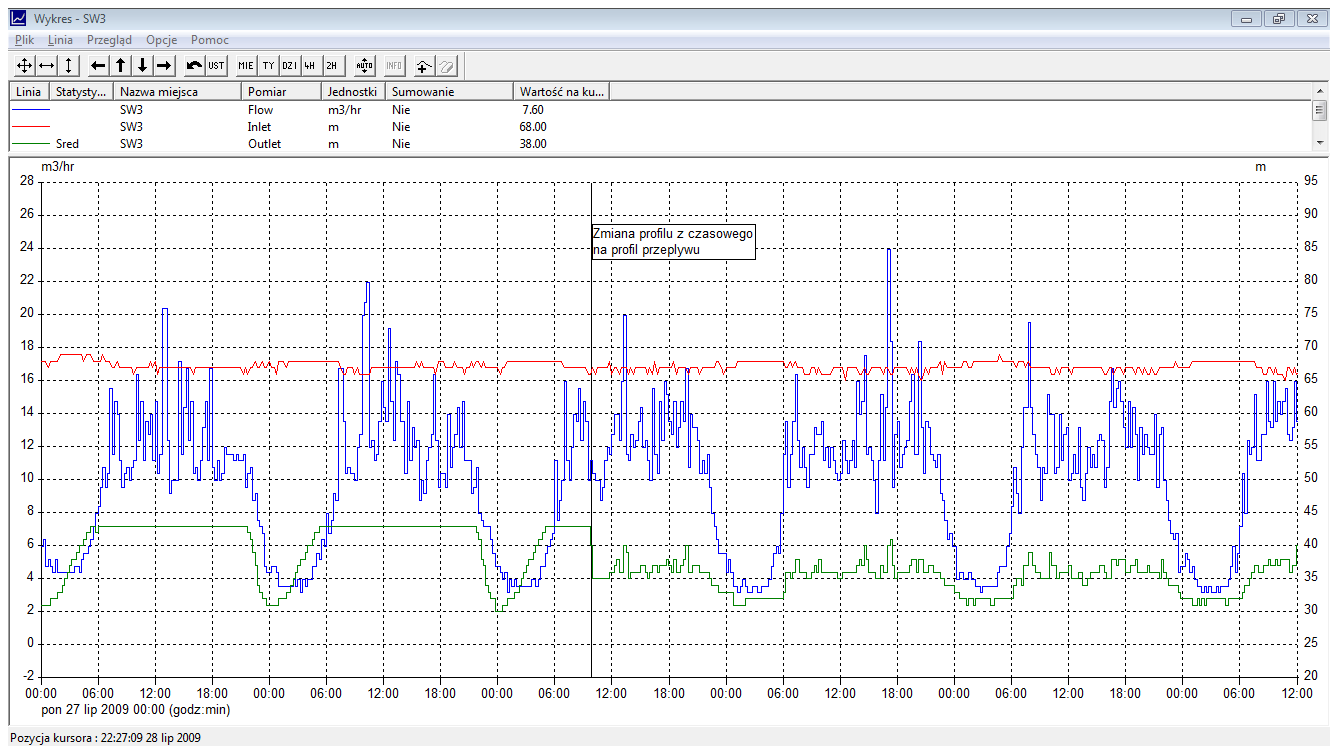 Wykres - SW3
Plik Linia Przegląd Opcje Pomoc
UST MIE TY DZI 4H 2H AUTO INFO
Linia Statysty... Nazwa miejsca Pomiar Jednostki Sumowanie Wartość na ku...
SW3 Flow m3/hr Nie 7.60
SW3 Inlet m Nie 68.00
Sred SW3 Outlet m Nie 38.00
m3/hr m
28 95
26 90
24 85
22 80
20 75
18 70
16 65
14 60
12 55
10 50
8 45
6 40
4 35
2 30
0 25
-2 20
Zmiana profilu z czasowego
na profil przeplywu
00:00 06:00 12:00 18:00 00:00 06:00 12:00 18:00 00:00 06:00 12:00 18:00 00:00 06:00 12:00 18:00 00:00 06:00 12:00 18:00 00:00 06:00 12:00
pon 27 lip 2009 00:00 (godz:min)
Pozycja kursora : 22:27:09 28 lip 2009